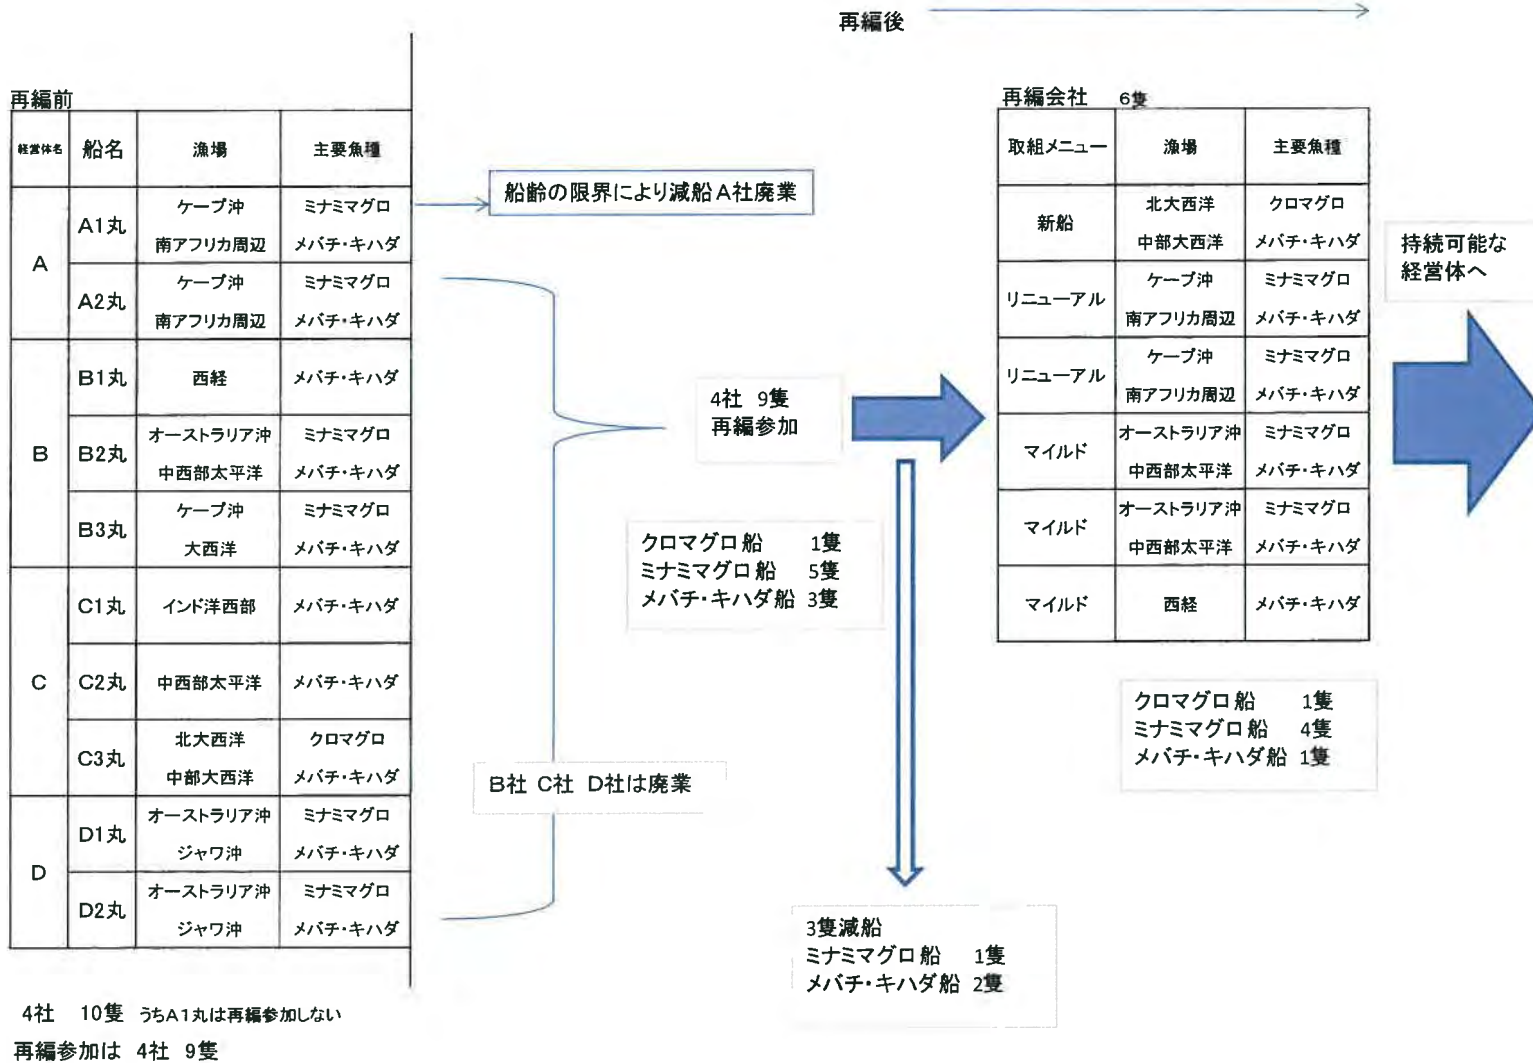 再編後
再編前
経営体名 船名 漁場 主要魚種
A
A1丸 ケープ沖 ミナミマグロ
南アフリカ周辺 メバチ・キハダ
A2丸 ケープ沖 ミナミマグロ
南アフリカ周辺 メバチ・キハダ
B
B1丸 西経 メバチ・キハダ
B2丸 オーストラリア沖 ミナミマグロ
中西部太平洋 メバチ・キハダ
B3丸 ケープ沖 ミナミマグロ
大西洋 メバチ・キハダ
C
C1丸 インド洋西部 メバチ・キハダ
C2丸 中西部太平洋 メバチ・キハダ
C3丸 北大西洋 クロマグロ
中部大西洋 メバチ・キハダ
D
D1丸 オーストラリア沖 ミナミマグロ
ジャワ沖 メバチ・キハダ
D2丸 オーストラリア沖 ミナミマグロ
ジャワ沖 メバチ・キハダ
4社 10隻 うちA1丸は再編参加しない
再編参加は 4社 9隻
船齢の限界により減船A社廃業
B社 C社 D社は廃業
4社 9隻
再編参加
クロマグロ船 1隻
ミナミマグロ船 5隻
メバチ・キハダ船 3隻
3隻減船
ミナミマグロ船 1隻
メバチ・キハダ船 2隻
再編会社 6隻
取組メニュー 漁場 主要魚種
新船 北大西洋 クロマグロ
中部大西洋 メバチ・キハダ
リニューアル ケープ沖 ミナミマグロ
南アフリカ周辺 メバチ・キハダ
リニューアル ケープ沖 ミナミマグロ
南アフリカ周辺 メバチ・キハダ
マイルド オーストラリア沖 ミナミマグロ
中西部太平洋 メバチ・キハダ
マイルド オーストラリア沖 ミナミマグロ
中西部太平洋 メバチ・キハダ
マイルド 西経 メバチ・キハダ
クロマグロ船 1隻
ミナミマグロ船 4隻
メバチ・キハダ船 1隻
持続可能な
経営体へ